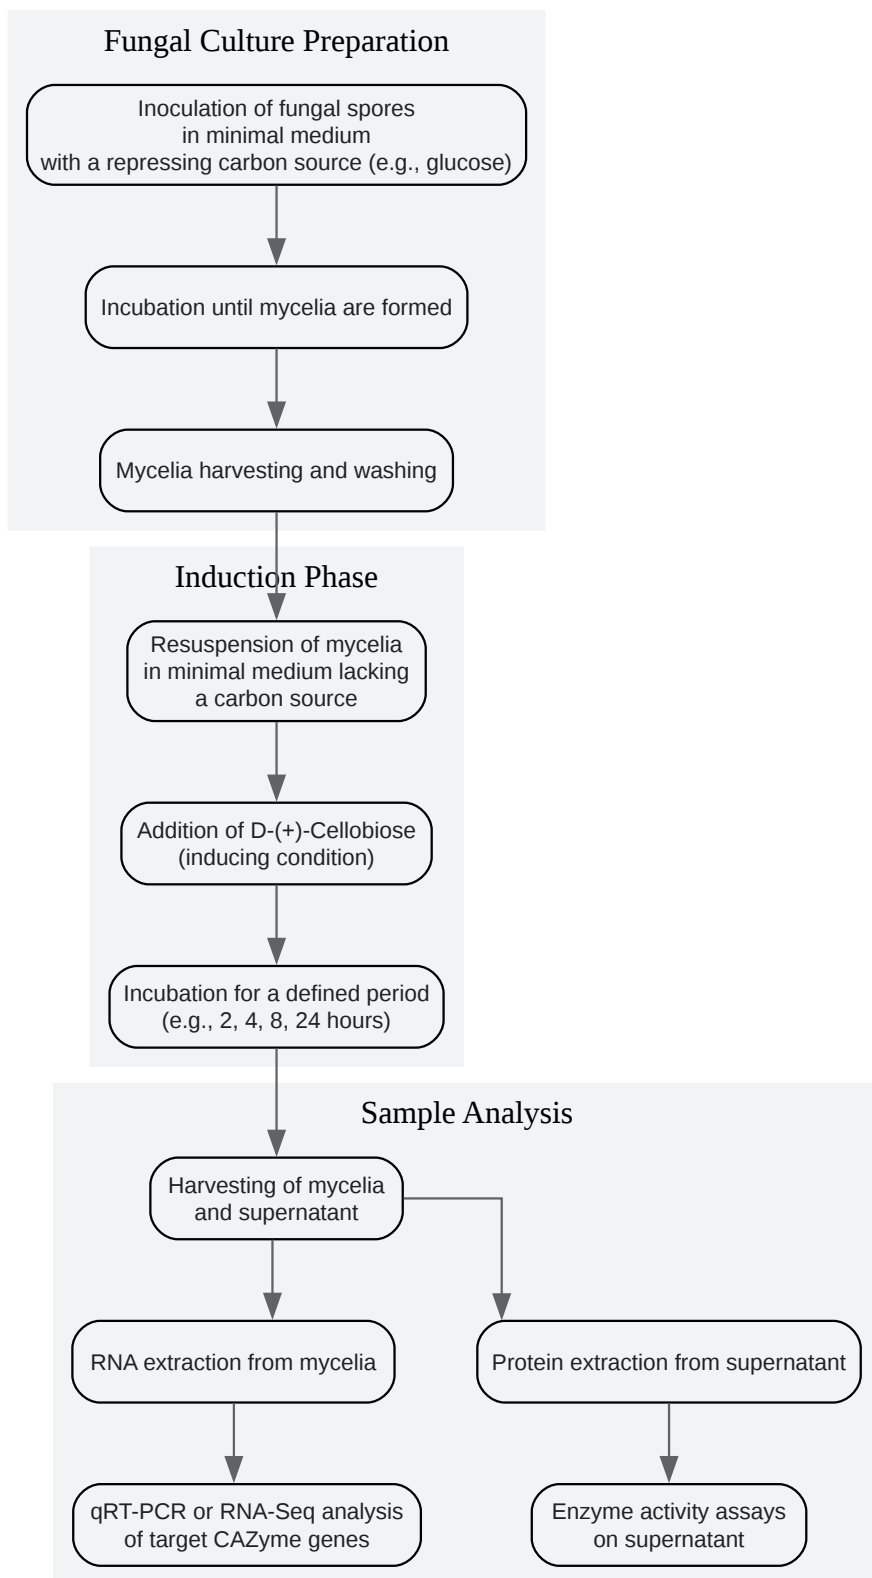 Fungal Culture Preparation
Inoculation of fungal spores
in minimal medium
with a repressing carbon source (e.g., glucose)
Incubation until mycelia are formed
Mycelia harvesting and washing
Induction Phase
Resuspension of mycelia
in minimal medium lacking
a carbon source
Addition of D-(+)-Cellobiose
(inducing condition)
Incubation for a defined period
(e.g., 2, 4, 8, 24 hours)
Sample Analysis
Harvesting of mycelia
and supernatant
RNA extraction from mycelia
Protein extraction from supernatant
qRT-PCR or RNA-Seq analysis
of target CAZyme genes
Enzyme activity assays
on supernatant